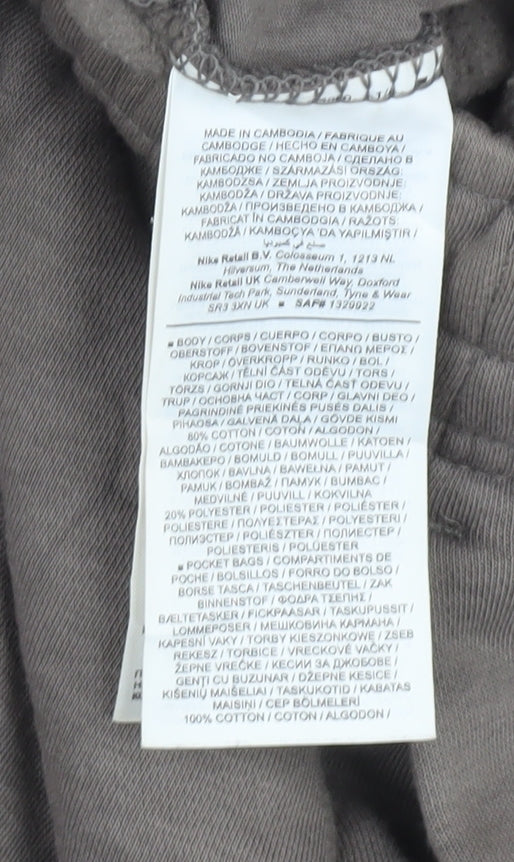 MADE IN CAMBODIA / FABRIQUE AU
CAMBODGE / HECHO EN CAMBOYA /
FABRICADO NO CAMBOJA / СДЕЛАНО В
КАМБОДЖЕ / SZÁRMAZÁSI ORSZÁG:
KAMBODZSA / ZEMLJA PROIZVODNJE:
KAMBODŽA / DRŽAVA PROIZVODNJE:
KAMBODŽA / ПРОИЗВЕДЕНО В КАМБОДЖА /
FABRICAT ÎN CAMBODGIA / RAŽOTS:
KAMBODŽĀ / KAMBOÇYA 'DA YAPILMIŞTIR /
صنع في كمبوديا
Nike Retail B.V. Colosseum 1, 1213 NL
Hilversum, The Netherlands
Nike Retail UK Camberwell Way, Doxford
Industrial Tech Park, Sunderland, Tyne & Wear
SR3 3XN UK ■ SAF# 1329022
■ BODY / CORPS / CUERPO / CORPO / BUSTO /
OBERSTOFF / BOVENSTOF / ΕΠΑΝΩ ΜΕΡΟΣ /
KROP / OVERKROPP / RUNKO / BOL /
КОРСАЖ / TĚLNÍ ČÁST ODĚVU / TORS /
TÖRZS / GORNJI DIO / TELNÁ ČASŤ ODEVU /
TRUP / ОСНОВНА ЧАСТ / CORP / GLAVNI DEO /
PAGRINDINĖ PRIEKINĖS PUSĖS DALIS /
PIHAOSA / GALVENĀ DAĻA / GÖVDE KISMI
80% COTTON / COTON / ALGODON /
ALGODÃO / COTONE / BAUMWOLLE / KATOEN /
ΒΑΜΒΑΚΕΡΟ / BOMULD / BOMULL / PUUVILLA /
ХЛОПОК / BAVLNA / BAWEŁNA / PAMUT /
PAMUK / BOMBAŽ / ПАМУК / BUMBAC /
MEDVILNĖ / PUUVILL / KOKVILNA
20% POLYESTER / POLIESTER / POLIÉSTER /
POLIESTERE / ΠΟΛΥΕΣΤΕΡΑΣ / POLYESTERI /
ПОЛИЭСТЕР / POLIÉSZTER / ПОЛИЕСТЕР /
POLIESTERIS / POLÜESTER
■ POCKET BAGS / COMPARTIMENTS DE
POCHE / BOLSILLOS / FORRO DO BOLSO /
BORSE TASCA / TASCHENBEUTEL / ZAK
BINNENSTOF / ΦΟΔΡΑ ΤΣΕΠΗΣ /
BÆLTETASKER / FICKPAASAR / TASKUPUSSIT /
LOMMEPOSER / МЕШКОВИНА КАРМАНА /
KAPESNÍ VAKY / TORBY KIESZONKOWE / ZSEB
REKESZ / TORBICE / VRECKOVÉ VAČKY /
ŽEPNE VREČKE / КЕСИИ ЗА ДЖОБОВЕ /
GENȚI CU BUZUNAR / DŽEPNE KESICE /
KIŠENIŲ MAIŠELIAI / TASKUKOTID / KABATAS
MAISIŅI / CEP BÖLMELERİ
100% COTTON / COTON / ALGODON /